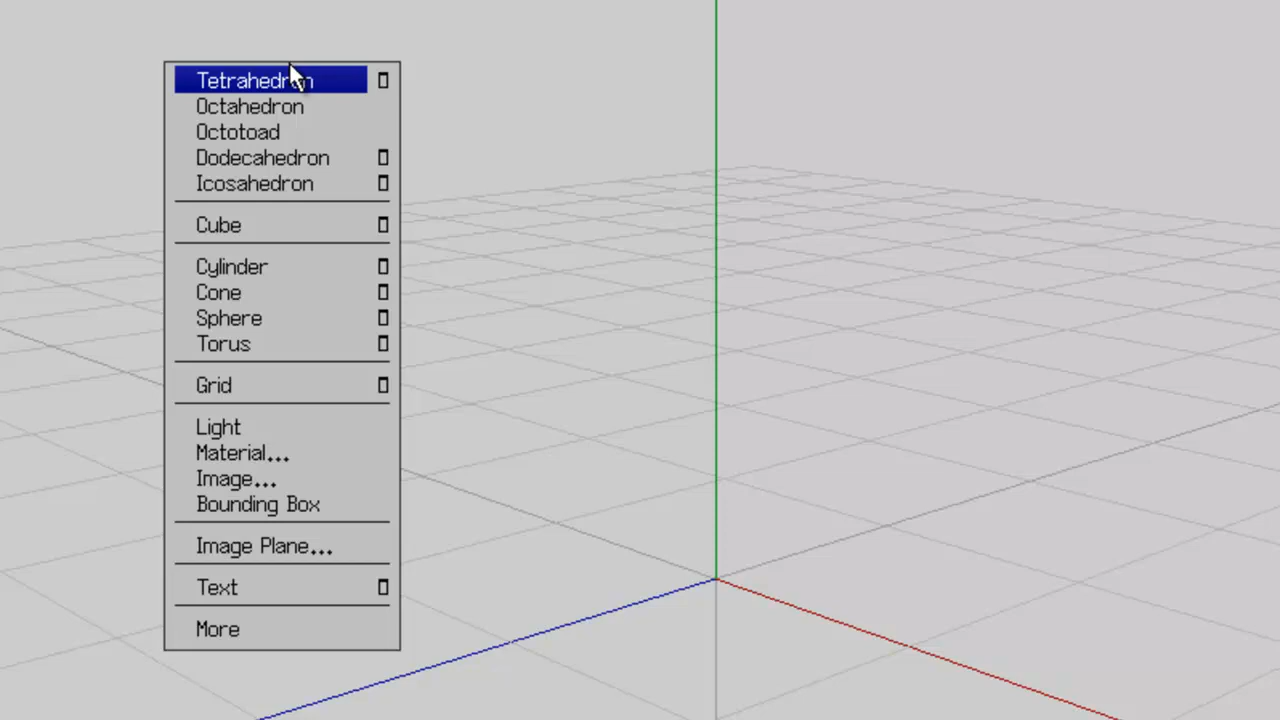 Tetrahedron
Octahedron
Octotoad
Dodecahedron
Icosahedron
Cube
Cylinder
Cone
Sphere
Torus
Grid
Light
Material...
Image...
Bounding Box
Image Plane...
Text
More